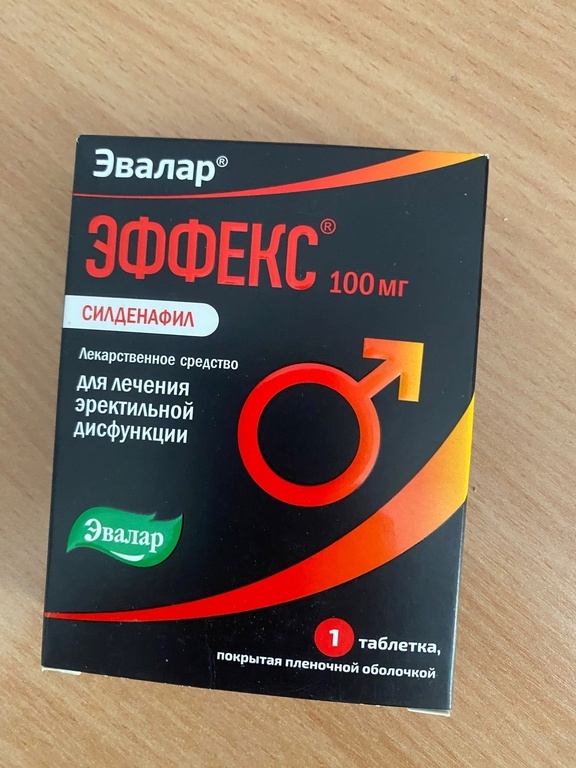 Эвалар®
ЭФФЕКС® 100 мг
СИЛДЕНАФИЛ
Лекарственное средство
для лечения
эректильной
дисфункции
Эвалар
1 таблетка,
покрытая пленочной оболочкой